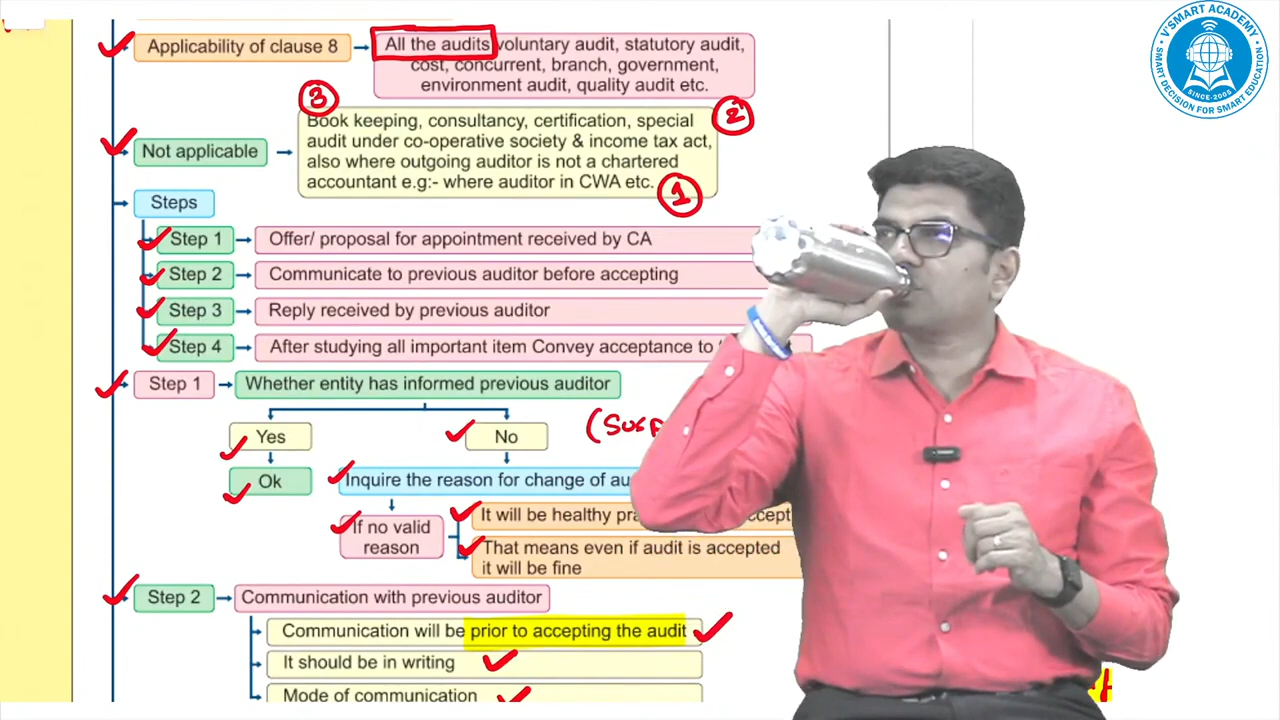 V'SMART ACADEMY
SMART DECISION FOR SMART EDUCATION
SINCE-2005
Applicability of clause 8
All the audits voluntary audit, statutory audit,
cost, concurrent, branch, government,
environment audit, quality audit etc.
3
2
Not applicable
Book keeping, consultancy, certification, special
audit under co-operative society & income tax act,
also where outgoing auditor is not a chartered
accountant e.g:- where auditor in CWA etc.
1
Steps
Step 1
Offer/ proposal for appointment received by CA
Step 2
Communicate to previous auditor before accepting
Step 3
Reply received by previous auditor
Step 4
After studying all important item Convey acceptance to
Step 1
Whether entity has informed previous auditor
Yes
No
Ok
Inquire the reason for change of
If no valid
reason
It will be healthy
That means even if audit is accepted
it will be fine
Step 2
Communication with previous auditor
Communication will be prior to accepting the audit
It should be in writing
Mode of communication